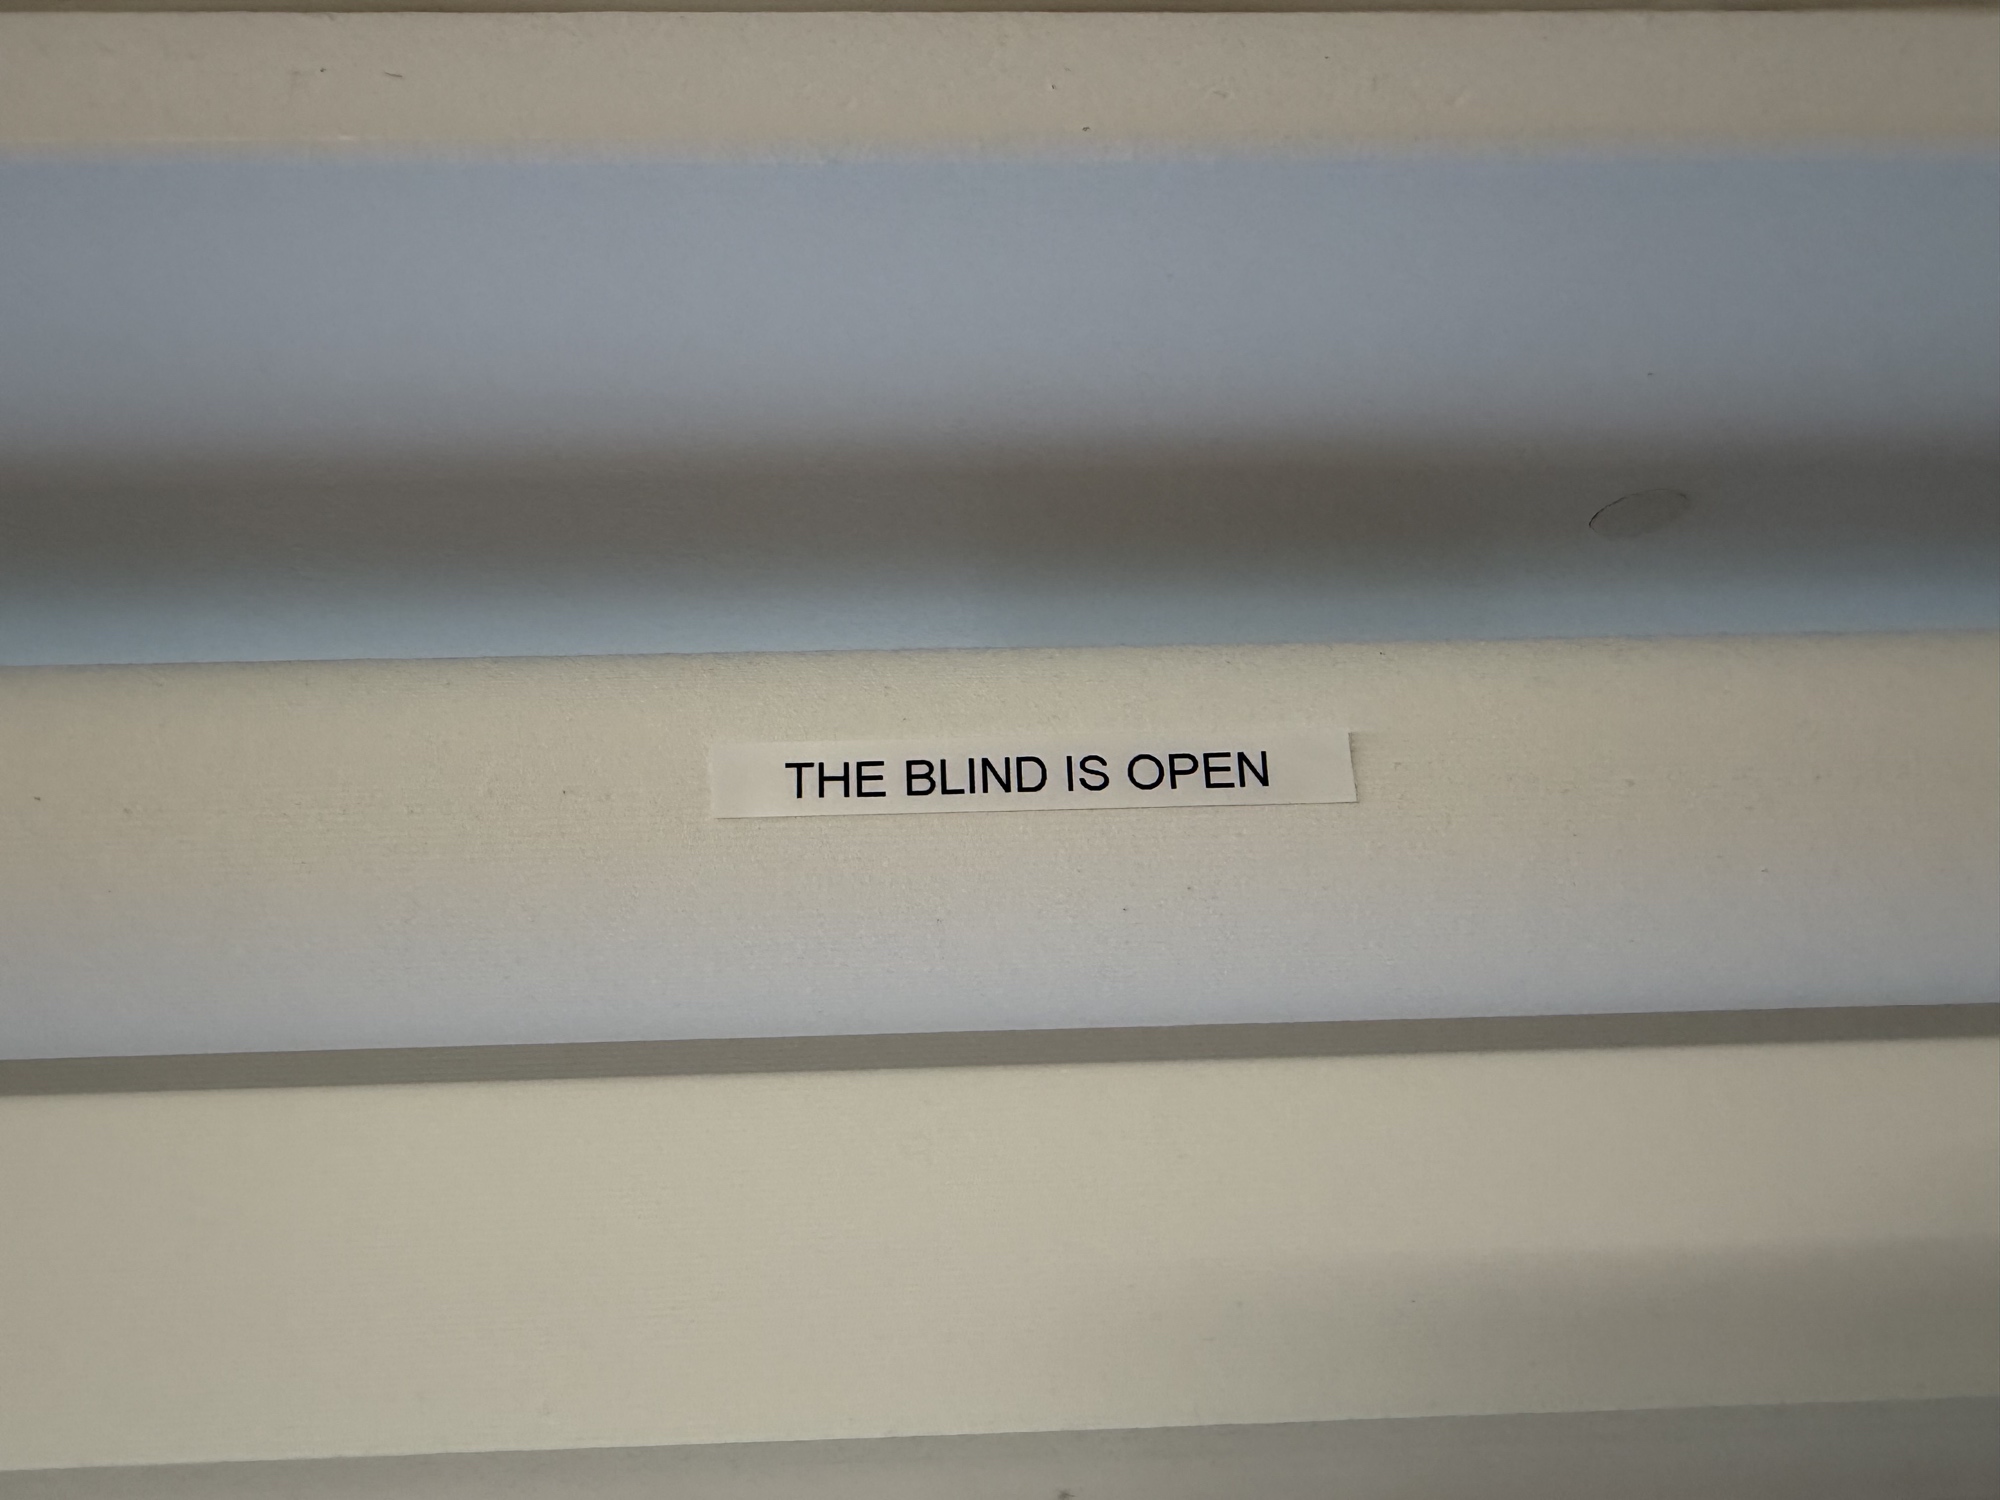 THE BLIND IS OPEN